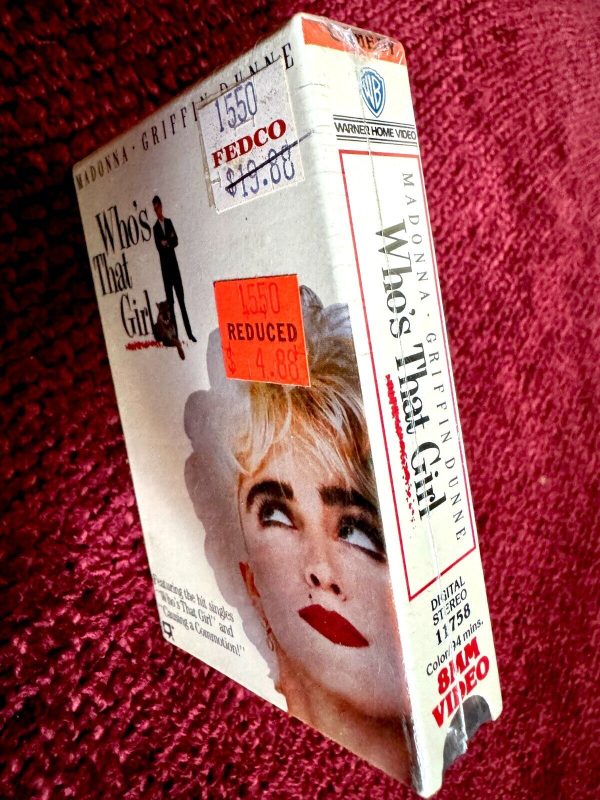 MADONNA · GRIFFIN DUNNE
1550
FEDCO
$19.88
Who's
That
Girl
1550
REDUCED
$ 4.88
Featuring the hit singles
"Who's That Girl" and
"Causing a Commotion!"
WB
WARNER HOME VIDEO
MADONNA · GRIFFIN DUNNE
Who's That Girl
DIGITAL
STEREO
11758
Color/94 mins.
8MM
VIDEO